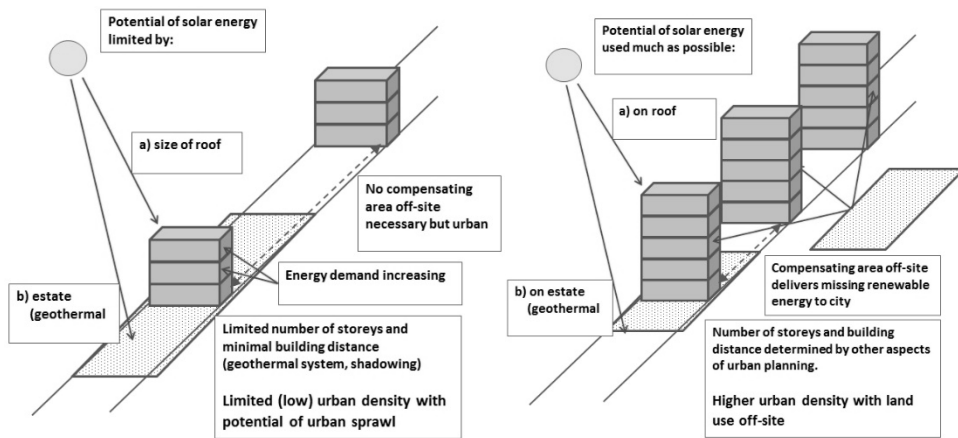 Potential of solar energy
limited by:
a) size of roof
No compensating
area off-site
necessary but urban
Energy demand increasing
b) estate
(geothermal
Limited number of storeys and
minimal building distance
(geothermal system, shadowing)
Limited (low) urban density with
potential of urban sprawl
Potential of solar energy
used much as possible:
a) on roof
b) on estate
(geothermal
Compensating area off-site
delivers missing renewable
energy to city
Number of storeys and building
distance determined by other aspects
of urban planning.
Higher urban density with land
use off-site